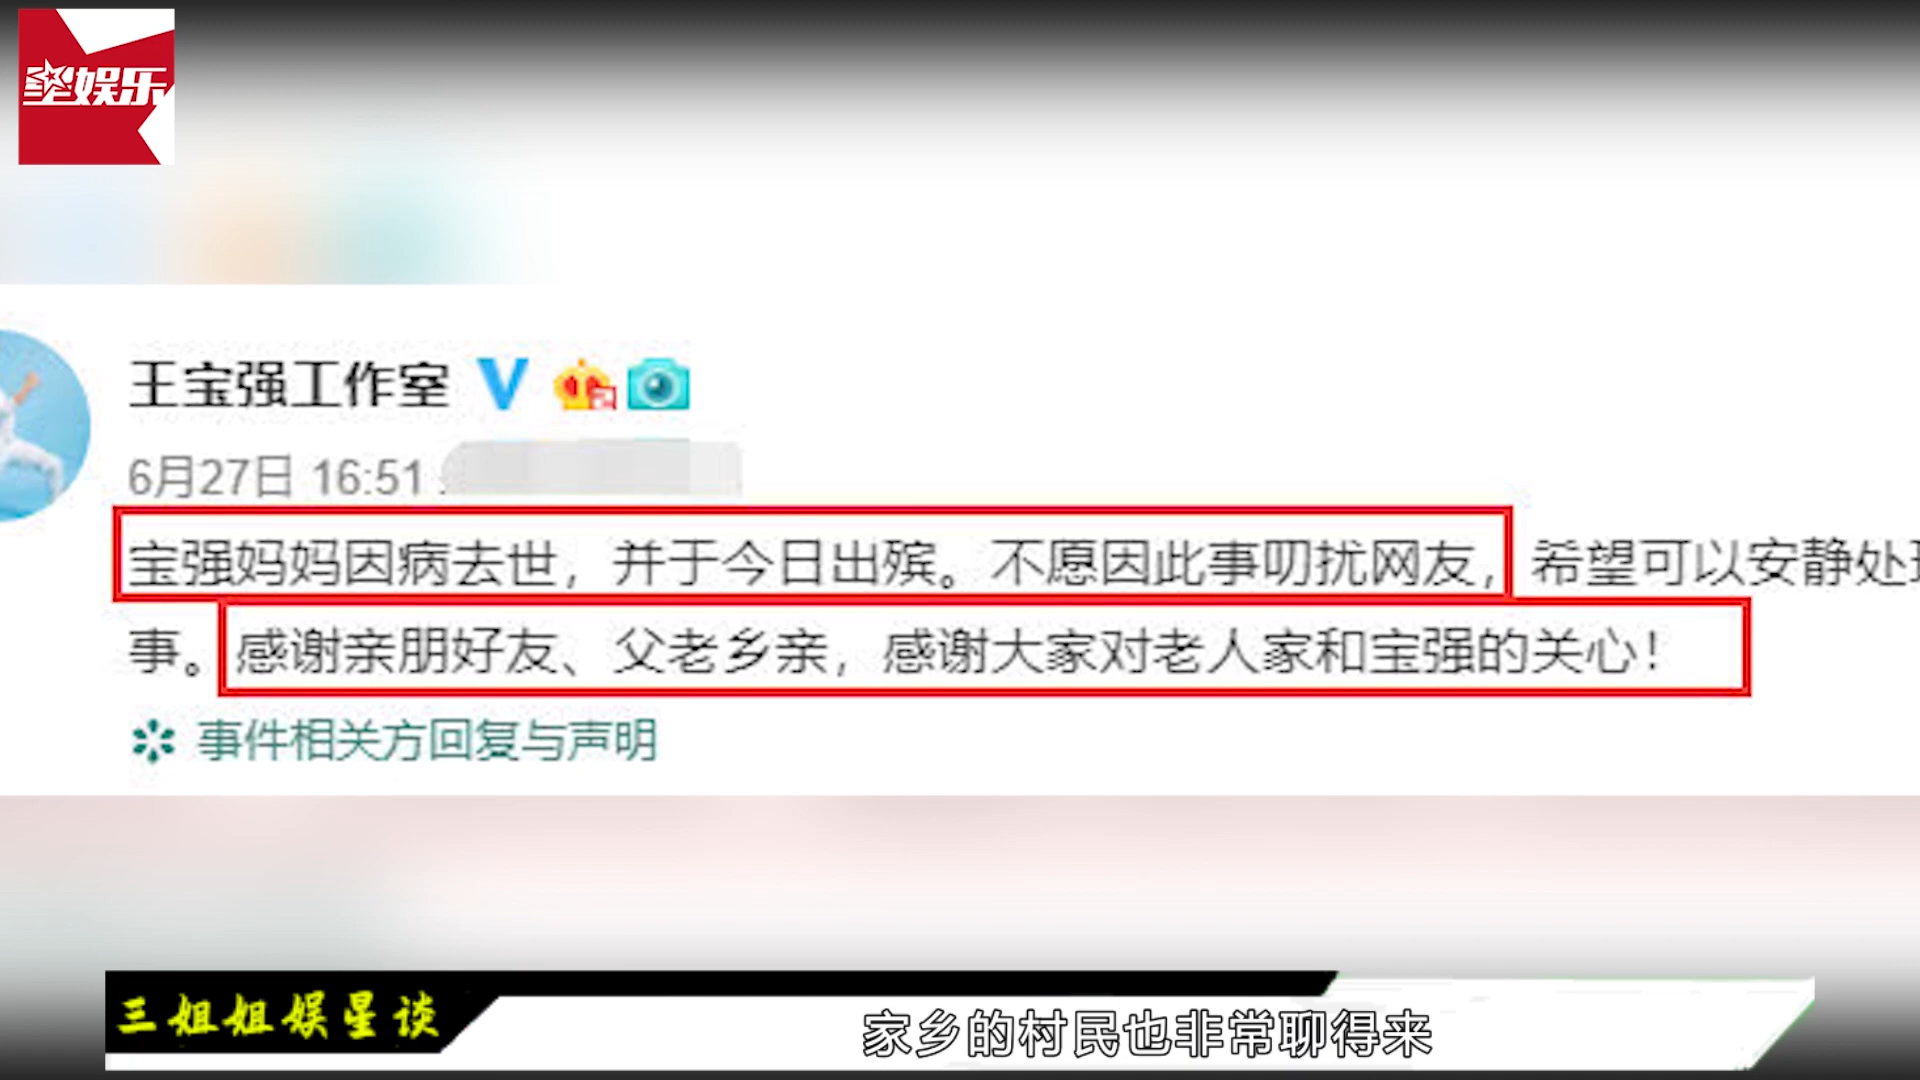 星娱乐
王宝强工作室
6月27日 16:51
宝强妈妈因病去世，并于今日出殡。不愿因此事叨扰网友，希望可以安静处理
事。感谢亲朋好友、父老乡亲，感谢大家对老人家和宝强的关心！
事件相关方回复与声明
三姐姐娱星谈
家乡的村民也非常聊得来